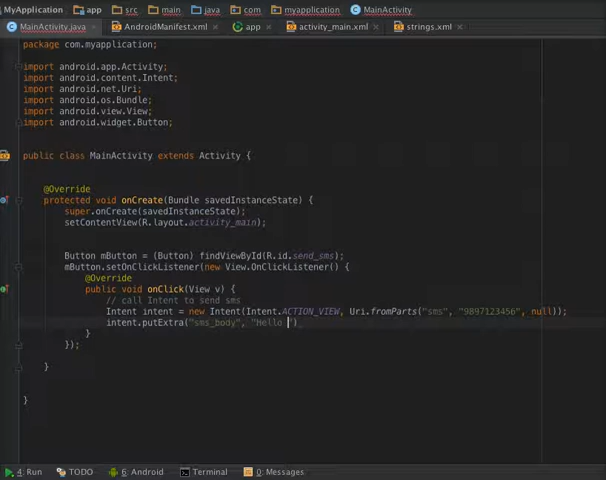 MyApplication app src main java com myapplication MainActivity
MainActivity.java AndroidManifest.xml app activity_main.xml strings.xml
package com.myapplication;
import android.app.Activity;
import android.content.Intent;
import android.net.Uri;
import android.os.Bundle;
import android.view.View;
import android.widget.Button;
public class MainActivity extends Activity {
@Override
protected void onCreate(Bundle savedInstanceState) {
super.onCreate(savedInstanceState);
setContentView(R.layout.activity_main);
Button mButton = (Button) findViewById(R.id.send_sms);
mButton.setOnClickListener(new View.OnClickListener() {
@Override
public void onClick(View v) {
// call Intent to send sms
Intent intent = new Intent(Intent.ACTION_VIEW, Uri.fromParts("sms", "9897123456", null));
intent.putExtra("sms_body", "Hello ")
}
});
}
}
4: Run TODO 6: Android Terminal 0: Messages